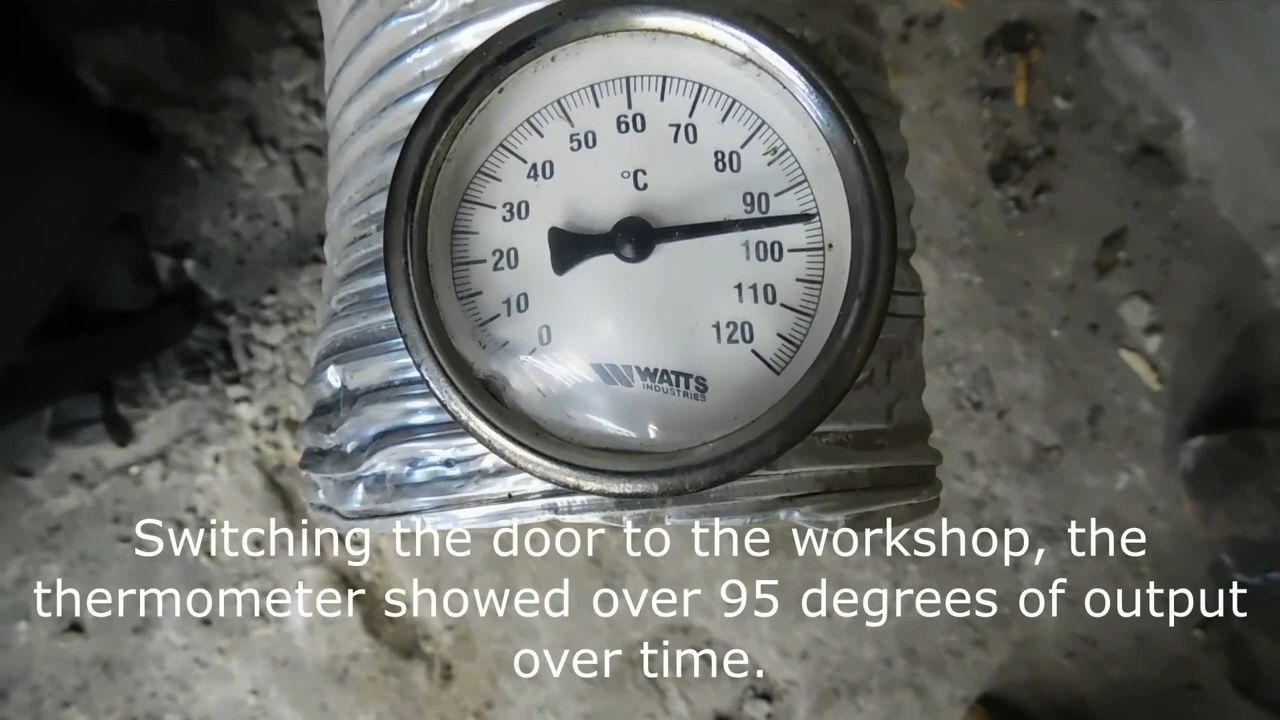 60
50
70
40
80
°C
30
90
20
100
10
110
0
120
WATTS
INDUSTRIES
Switching the door to the workshop, the
thermometer showed over 95 degrees of output
over time.